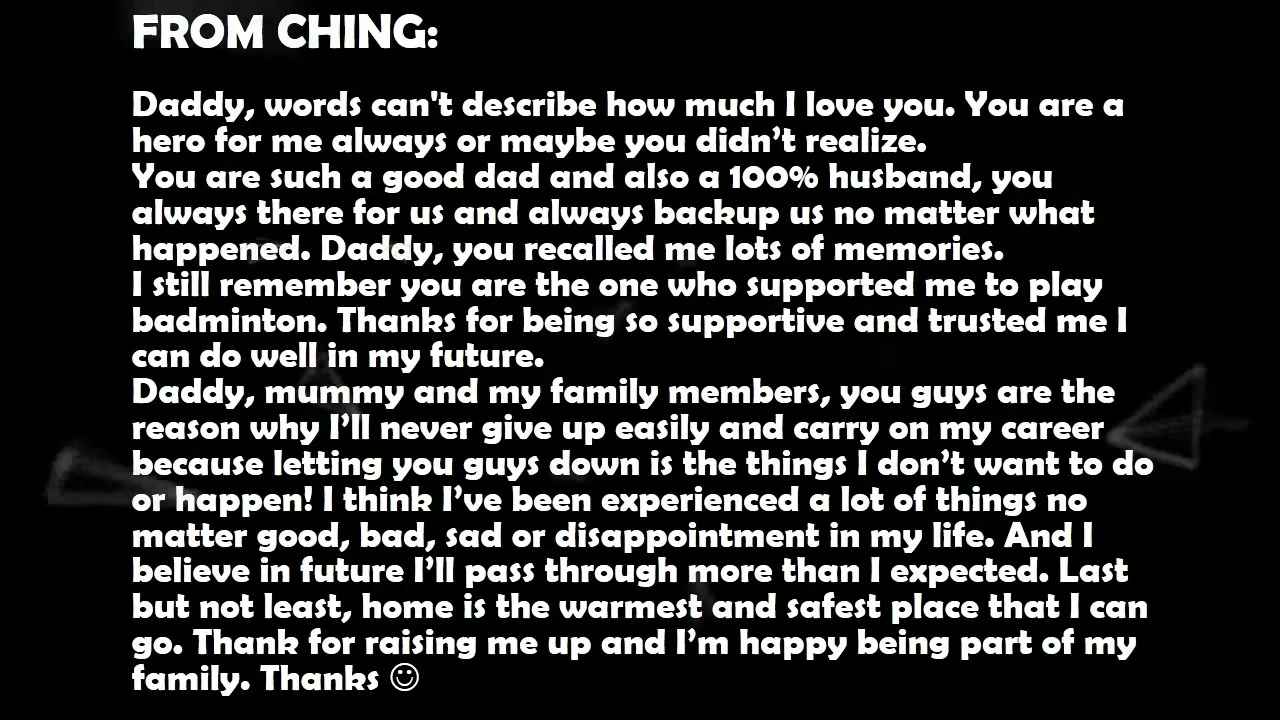 FROM CHING:
Daddy, words can't describe how much I love you. You are a
hero for me always or maybe you didn’t realize.
You are such a good dad and also a 100% husband, you
always there for us and always backup us no matter what
happened. Daddy, you recalled me lots of memories.
I still remember you are the one who supported me to play
badminton. Thanks for being so supportive and trusted me I
can do well in my future.
Daddy, mummy and my family members, you guys are the
reason why I’ll never give up easily and carry on my career
because letting you guys down is the things I don’t want to do
or happen! I think I’ve been experienced a lot of things no
matter good, bad, sad or disappointment in my life. And I
believe in future I’ll pass through more than I expected. Last
but not least, home is the warmest and safest place that I can
go. Thank for raising me up and I’m happy being part of my
family. Thanks ☺